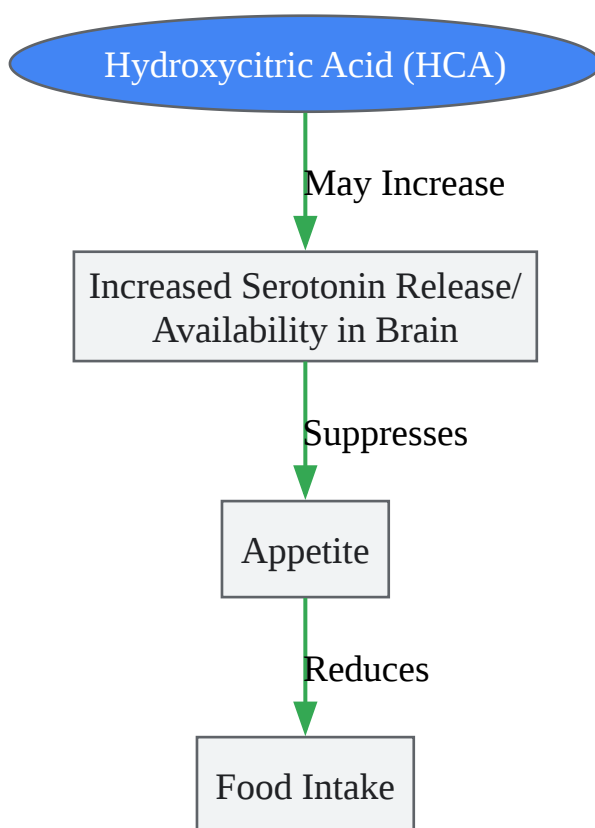 Hydroxycitric Acid (HCA)
May Increase
Increased Serotonin Release/
Availability in Brain
Suppresses
Appetite
Reduces
Food Intake